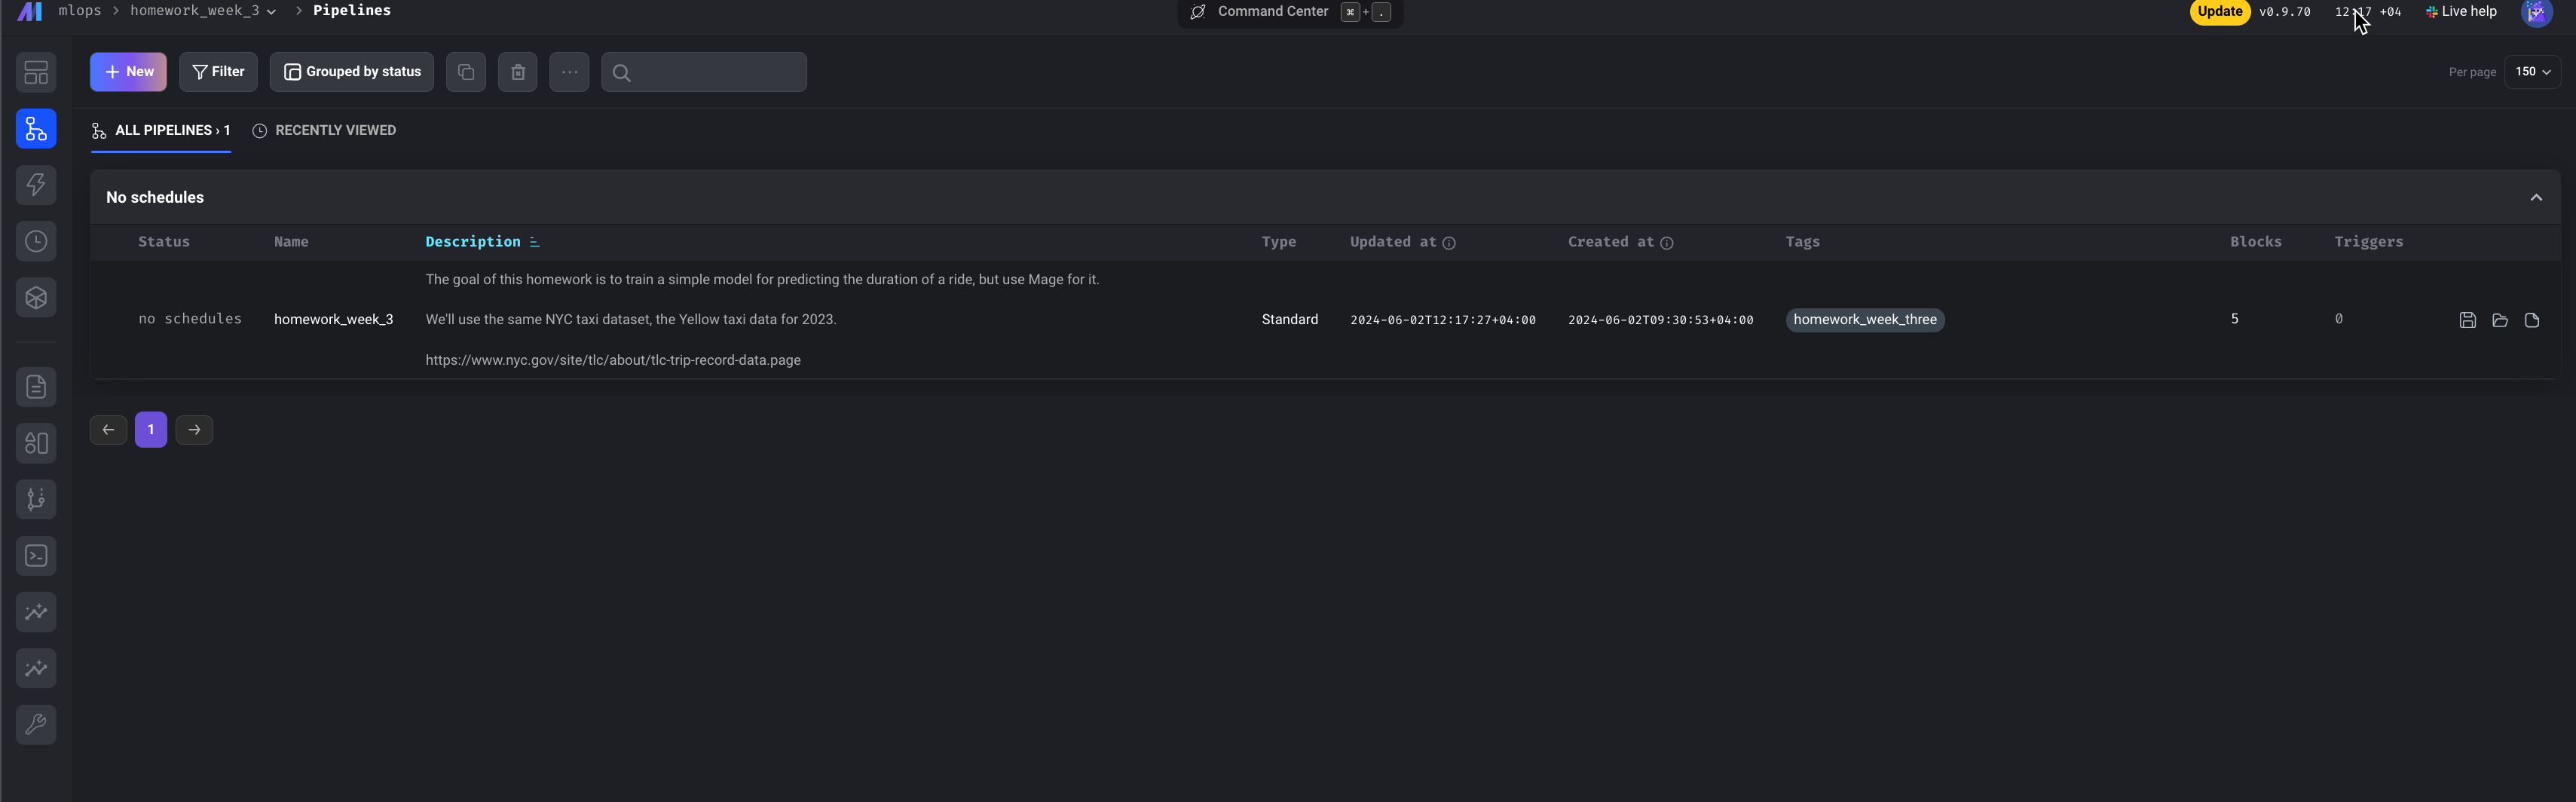 mlops > homework_week_3 > Pipelines
Command Center ⌘ + .
Update v0.9.70 12:17 +04 Live help
+ New Filter Grouped by status ... Per page 150
ALL PIPELINES › 1 RECENTLY VIEWED
No schedules
Status Name Description Type Updated at Created at Tags Blocks Triggers
The goal of this homework is to train a simple model for predicting the duration of a ride, but use Mage for it.
no schedules homework_week_3 We'll use the same NYC taxi dataset, the Yellow taxi data for 2023. Standard 2024-06-02T12:17:27+04:00 2024-06-02T09:30:53+04:00 homework_week_three 5 0
https://www.nyc.gov/site/tlc/about/tlc-trip-record-data.page
1